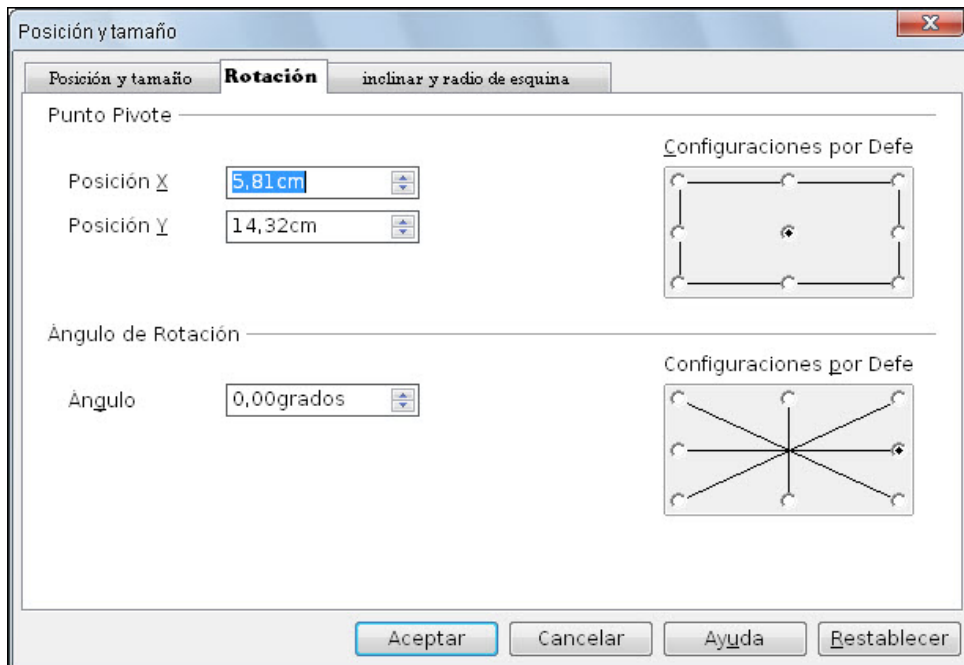 Posición y tamaño
Posición y tamaño
Rotación
inclinar y radio de esquina
Punto Pivote
Configuraciones por Defe
Posición X
5,81cm
Posición Y
14,32cm
Ángulo de Rotación
Configuraciones por Defe
Ángulo
0,00grados
Aceptar
Cancelar
Ayuda
Restablecer